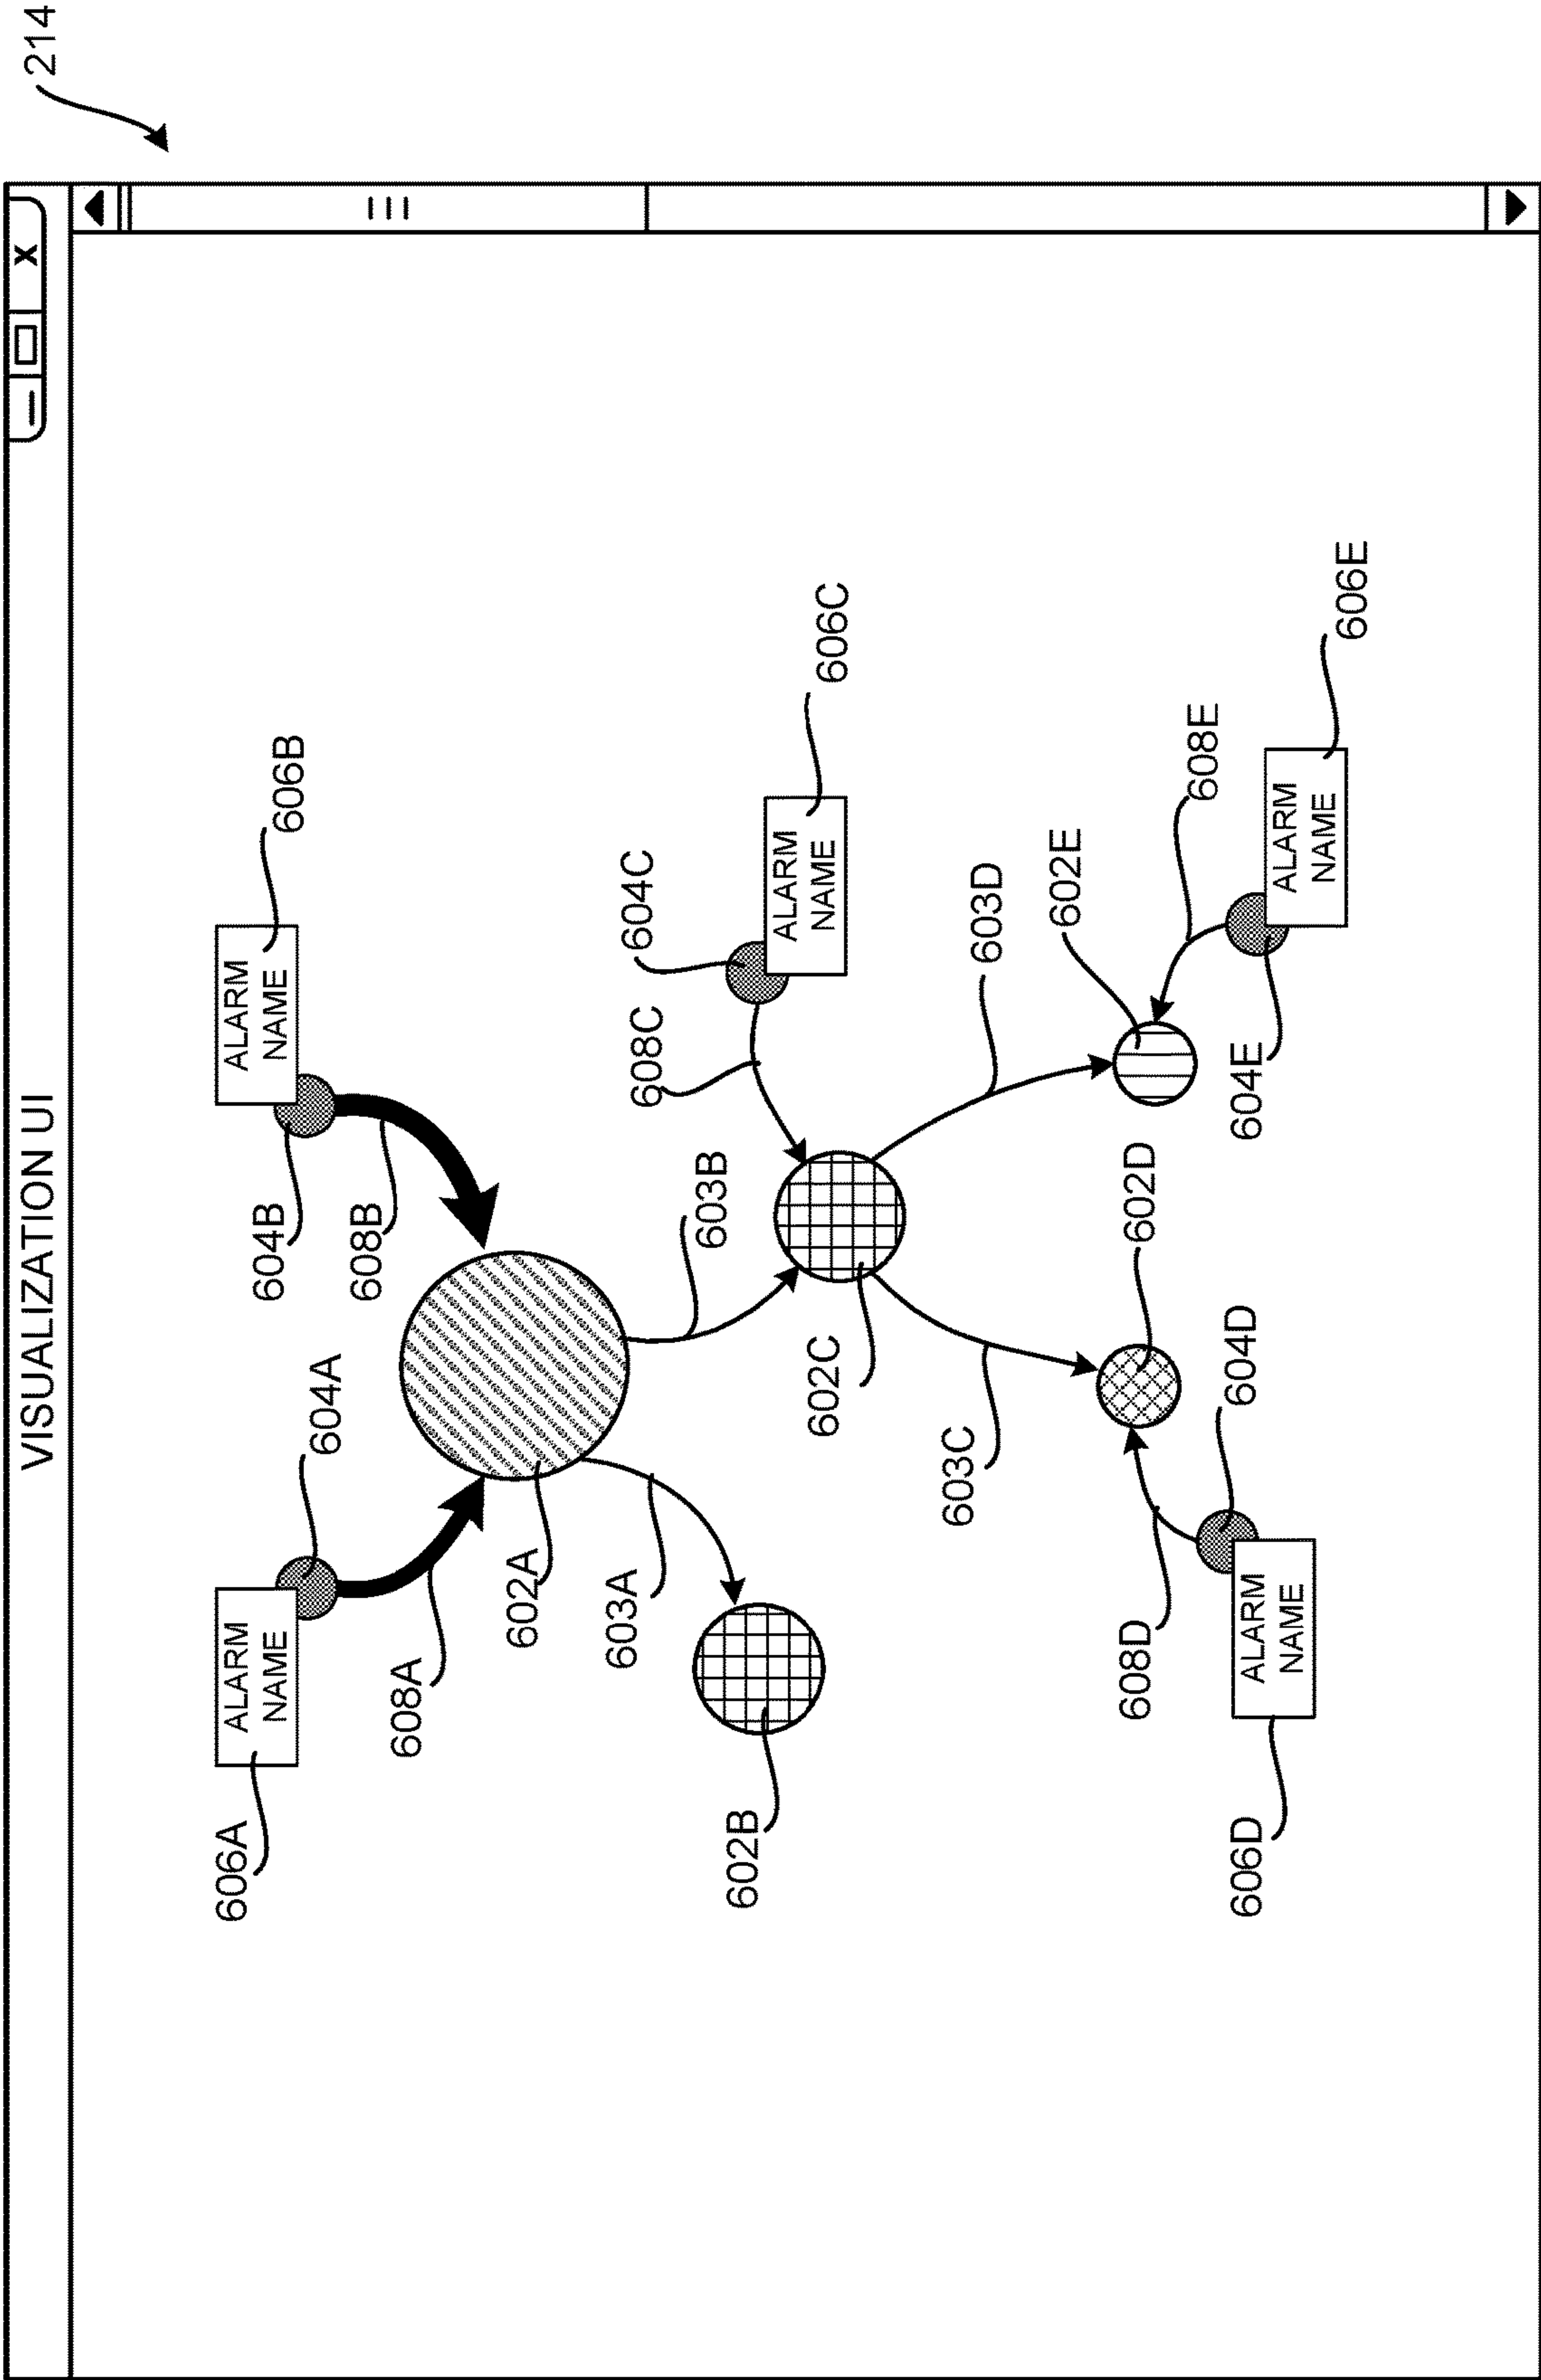 214
VISUALIZATION UI
X
606A
ALARM
NAME
604A
608A
604B
608B
ALARM
NAME
606B
602A
603A
603B
602B
604C
608C
ALARM
NAME
606C
602C
603C
603D
602D
602E
608E
608D
604D
604E
606D
ALARM
NAME
ALARM
NAME
606E